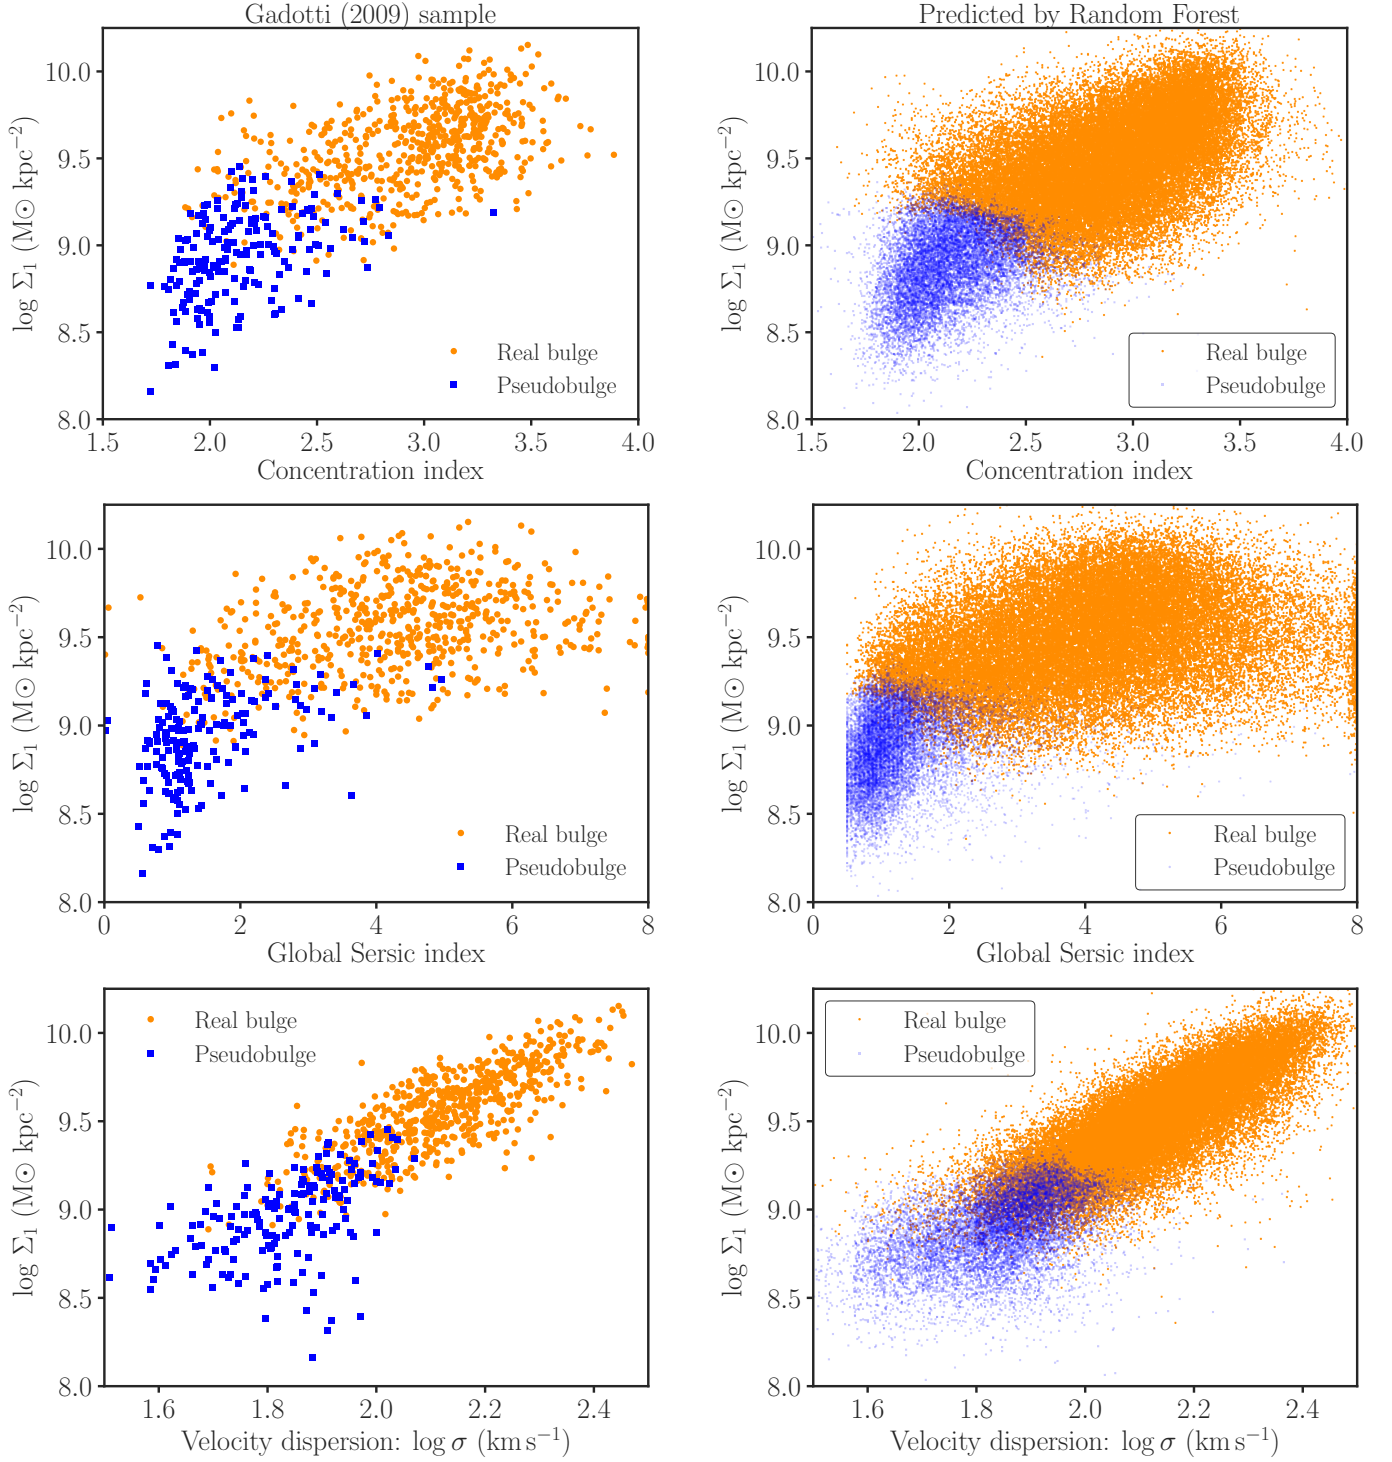 Gadotti (2009) sample
10.0
9.5
9.0
8.5
8.0
log Σ₁ (M⊙ kpc⁻²)
Real bulge
Pseudobulge
1.5 2.0 2.5 3.0 3.5 4.0
Concentration index
Predicted by Random Forest
10.0
9.5
9.0
8.5
8.0
log Σ₁ (M⊙ kpc⁻²)
Real bulge
Pseudobulge
1.5 2.0 2.5 3.0 3.5 4.0
Concentration index
10.0
9.5
9.0
8.5
8.0
log Σ₁ (M⊙ kpc⁻²)
Real bulge
Pseudobulge
0 2 4 6 8
Global Sersic index
10.0
9.5
9.0
8.5
8.0
log Σ₁ (M⊙ kpc⁻²)
Real bulge
Pseudobulge
0 2 4 6 8
Global Sersic index
10.0
9.5
9.0
8.5
8.0
log Σ₁ (M⊙ kpc⁻²)
Real bulge
Pseudobulge
1.6 1.8 2.0 2.2 2.4
Velocity dispersion: log σ (km s⁻¹)
10.0
9.5
9.0
8.5
8.0
log Σ₁ (M⊙ kpc⁻²)
Real bulge
Pseudobulge
1.6 1.8 2.0 2.2 2.4
Velocity dispersion: log σ (km s⁻¹)